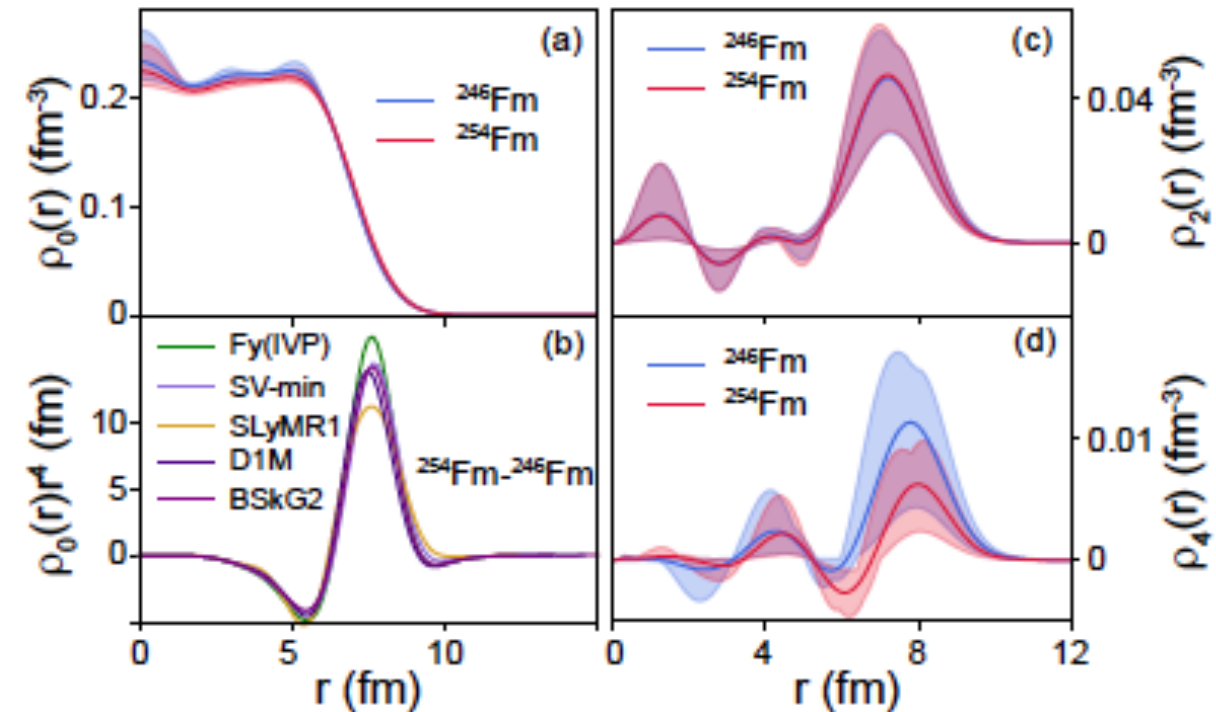 (a)
ρ₀(r) (fm⁻³)
0.2
0.1
0
²⁴⁶Fm
²⁵⁴Fm
(c)
²⁴⁶Fm
²⁵⁴Fm
0.04
0
ρ₂(r) (fm⁻³)
(b)
ρ₀(r)r⁴ (fm)
10
5
0
Fy(IVP)
SV-min
SLyMR1
D1M
BSkG2
²⁵⁴Fm-²⁴⁶Fm
0 5 10
r (fm)
(d)
²⁴⁶Fm
²⁵⁴Fm
0.01
0
ρ₄(r) (fm⁻³)
0 4 8 12
r (fm)